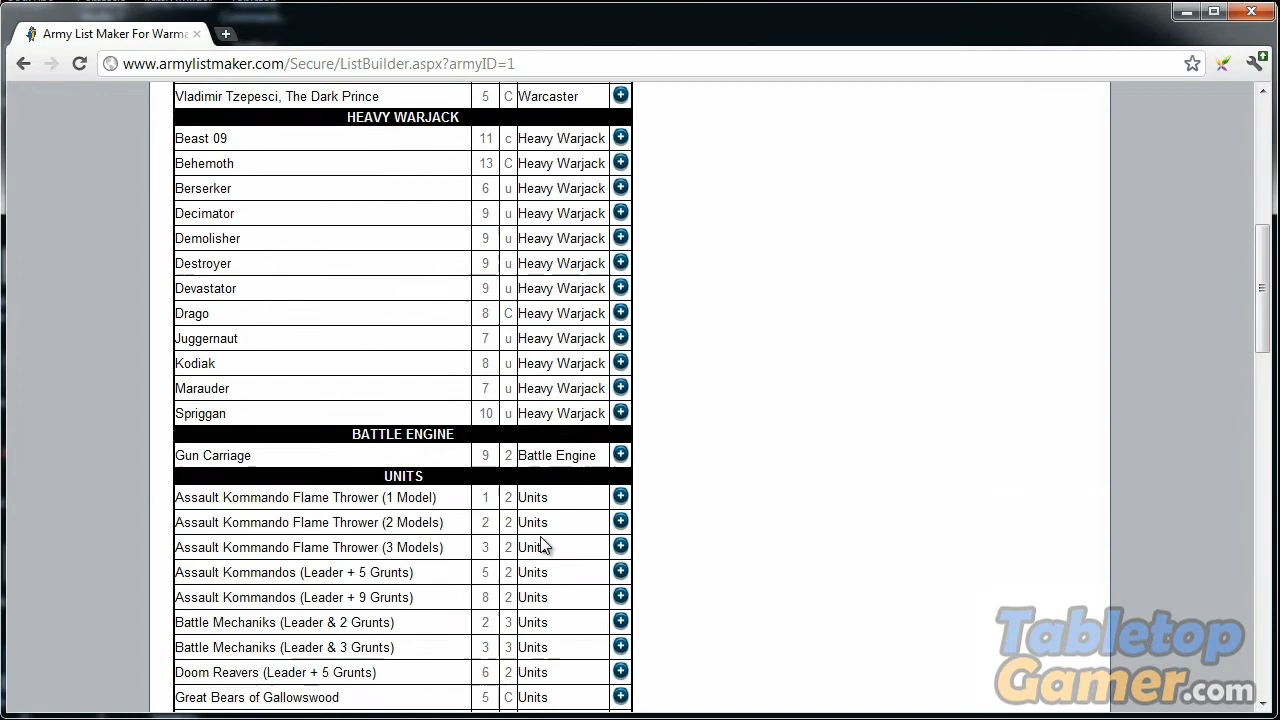 Army List Maker For Warma
www.armylistmaker.com/Secure/ListBuilder.aspx?armyID=1
Vladimir Tzepesci, The Dark Prince 5 C Warcaster
HEAVY WARJACK
Beast 09 11 c Heavy Warjack
Behemoth 13 C Heavy Warjack
Berserker 6 u Heavy Warjack
Decimator 9 u Heavy Warjack
Demolisher 9 u Heavy Warjack
Destroyer 9 u Heavy Warjack
Devastator 9 u Heavy Warjack
Drago 8 C Heavy Warjack
Juggernaut 7 u Heavy Warjack
Kodiak 8 u Heavy Warjack
Marauder 7 u Heavy Warjack
Spriggan 10 u Heavy Warjack
BATTLE ENGINE
Gun Carriage 9 2 Battle Engine
UNITS
Assault Kommando Flame Thrower (1 Model) 1 2 Units
Assault Kommando Flame Thrower (2 Models) 2 2 Units
Assault Kommando Flame Thrower (3 Models) 3 2 Units
Assault Kommandos (Leader + 5 Grunts) 5 2 Units
Assault Kommandos (Leader + 9 Grunts) 8 2 Units
Battle Mechaniks (Leader & 2 Grunts) 2 3 Units
Battle Mechaniks (Leader & 3 Grunts) 3 3 Units
Doom Reavers (Leader + 5 Grunts) 6 2 Units
Great Bears of Gallowswood 5 C Units
Tabletop
Gamer.com